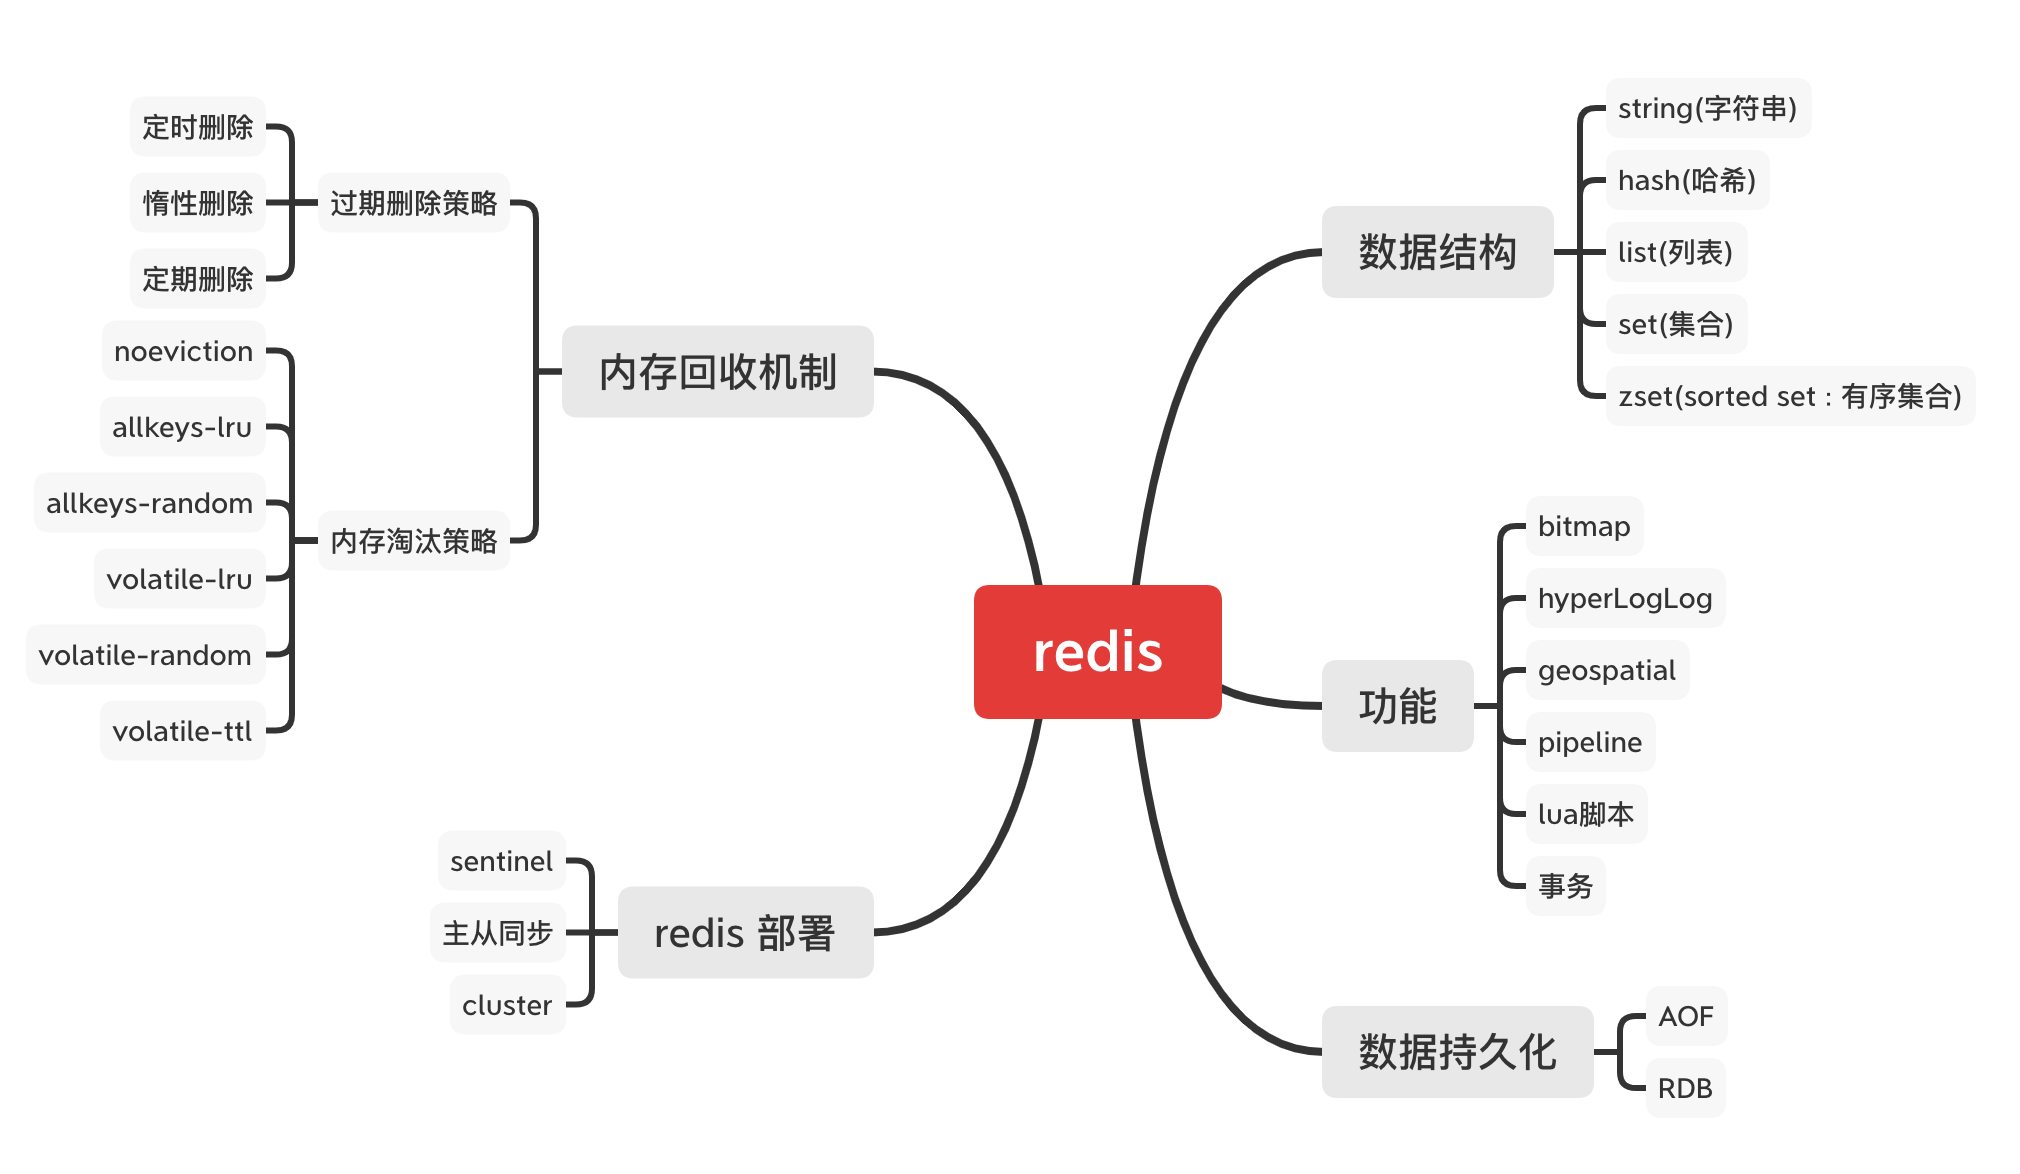 redis
数据结构
string(字符串)
hash(哈希)
list(列表)
set(集合)
zset(sorted set : 有序集合)
功能
bitmap
hyperLogLog
geospatial
pipeline
lua脚本
事务
数据持久化
AOF
RDB
内存回收机制
过期删除策略
定时删除
惰性删除
定期删除
内存淘汰策略
noeviction
allkeys-lru
allkeys-random
volatile-lru
volatile-random
volatile-ttl
redis 部署
sentinel
主从同步
cluster